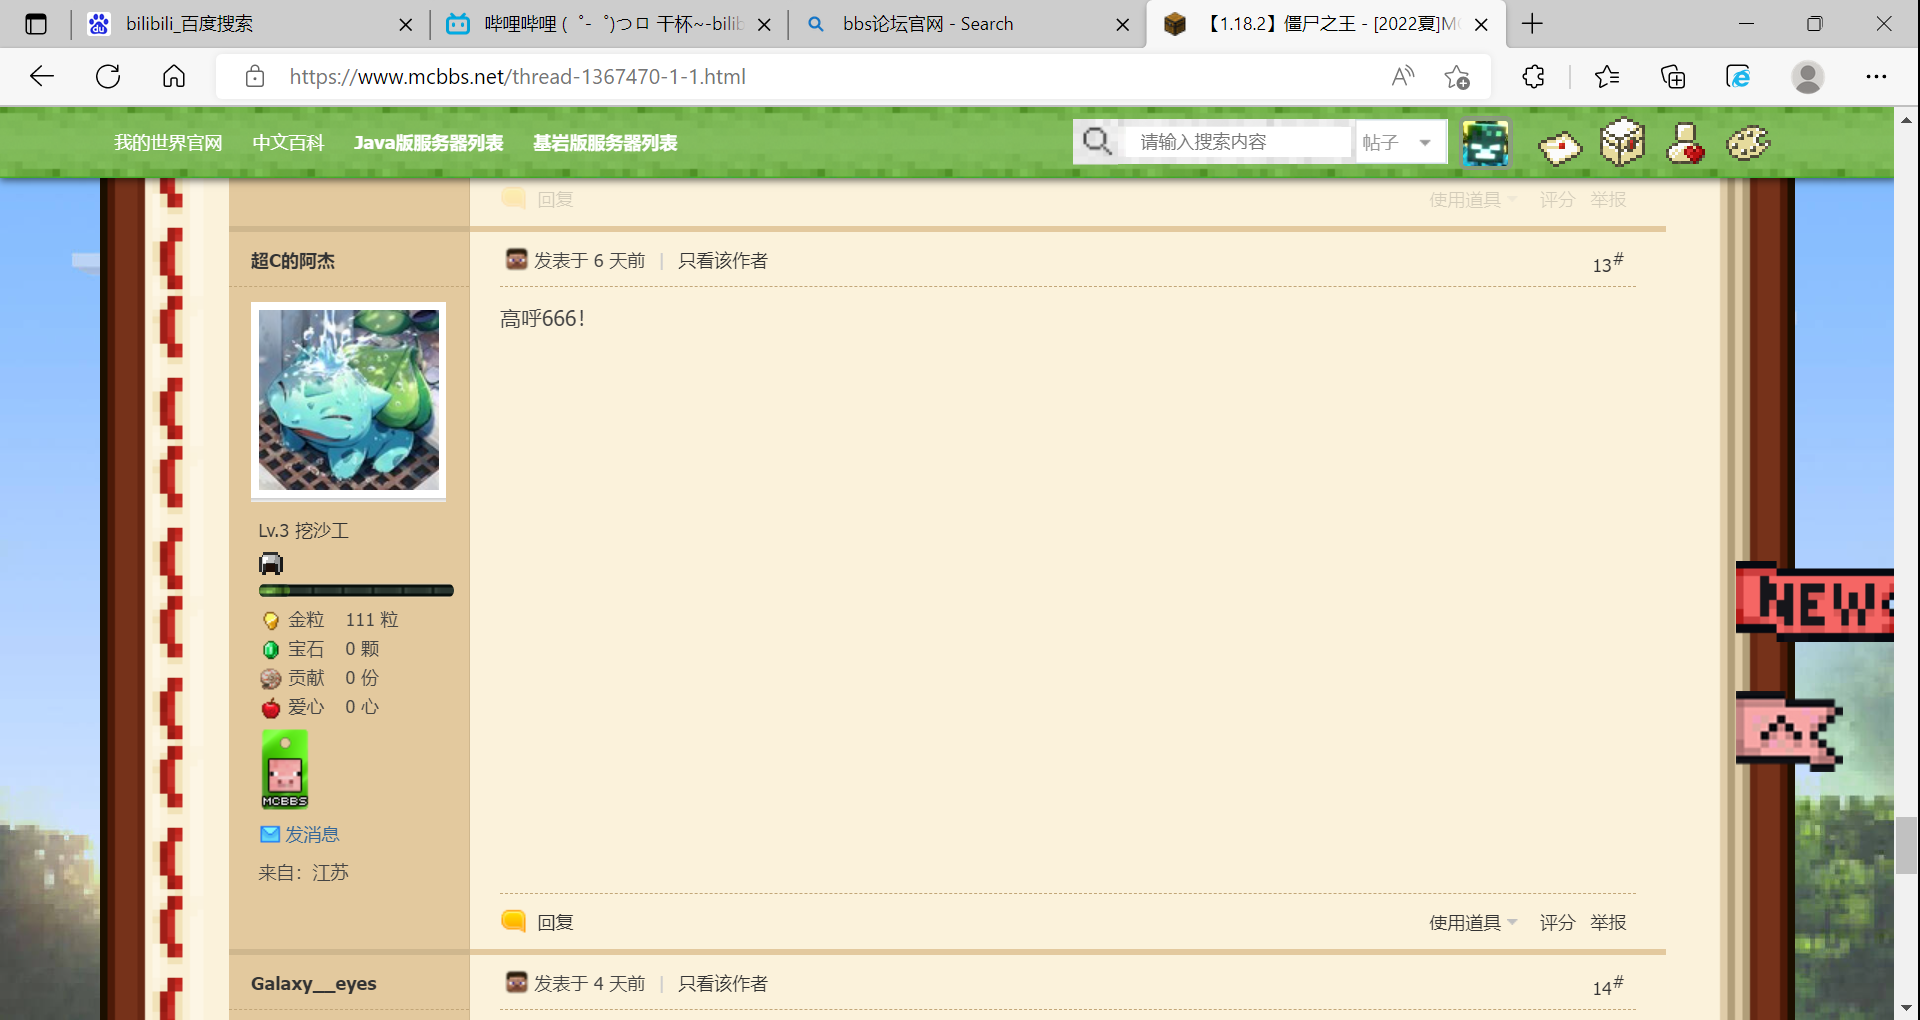 bilibili_百度搜索
哔哩哔哩 (゜-゜)つロ 干杯~-bilib
bbs论坛官网 - Search
【1.18.2】僵尸之王 - [2022夏]MC
https://www.mcbbs.net/thread-1367470-1-1.html
我的世界官网 中文百科 Java版服务器列表 基岩版服务器列表
请输入搜索内容 帖子
回复 使用道具 评分 举报
超C的阿杰
发表于 6 天前 | 只看该作者 13#
高呼666！
Lv.3 挖沙工
金粒 111 粒
宝石 0 颗
贡献 0 份
爱心 0 心
MCBBS
发消息
来自：江苏
NEW
回复 使用道具 评分 举报
Galaxy__eyes
发表于 4 天前 | 只看该作者 14#